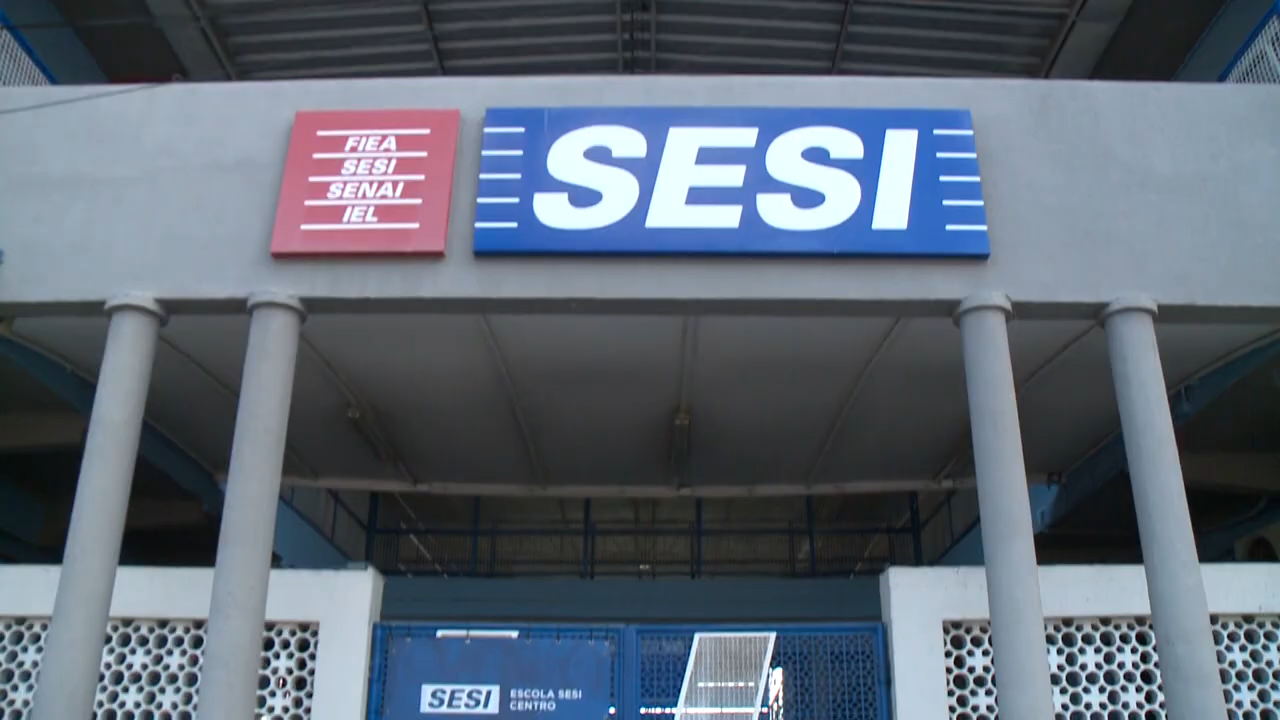 FIEA
SESI
SENAI
IEL
SESI
SESI
ESCOLA SESI
CENTRO